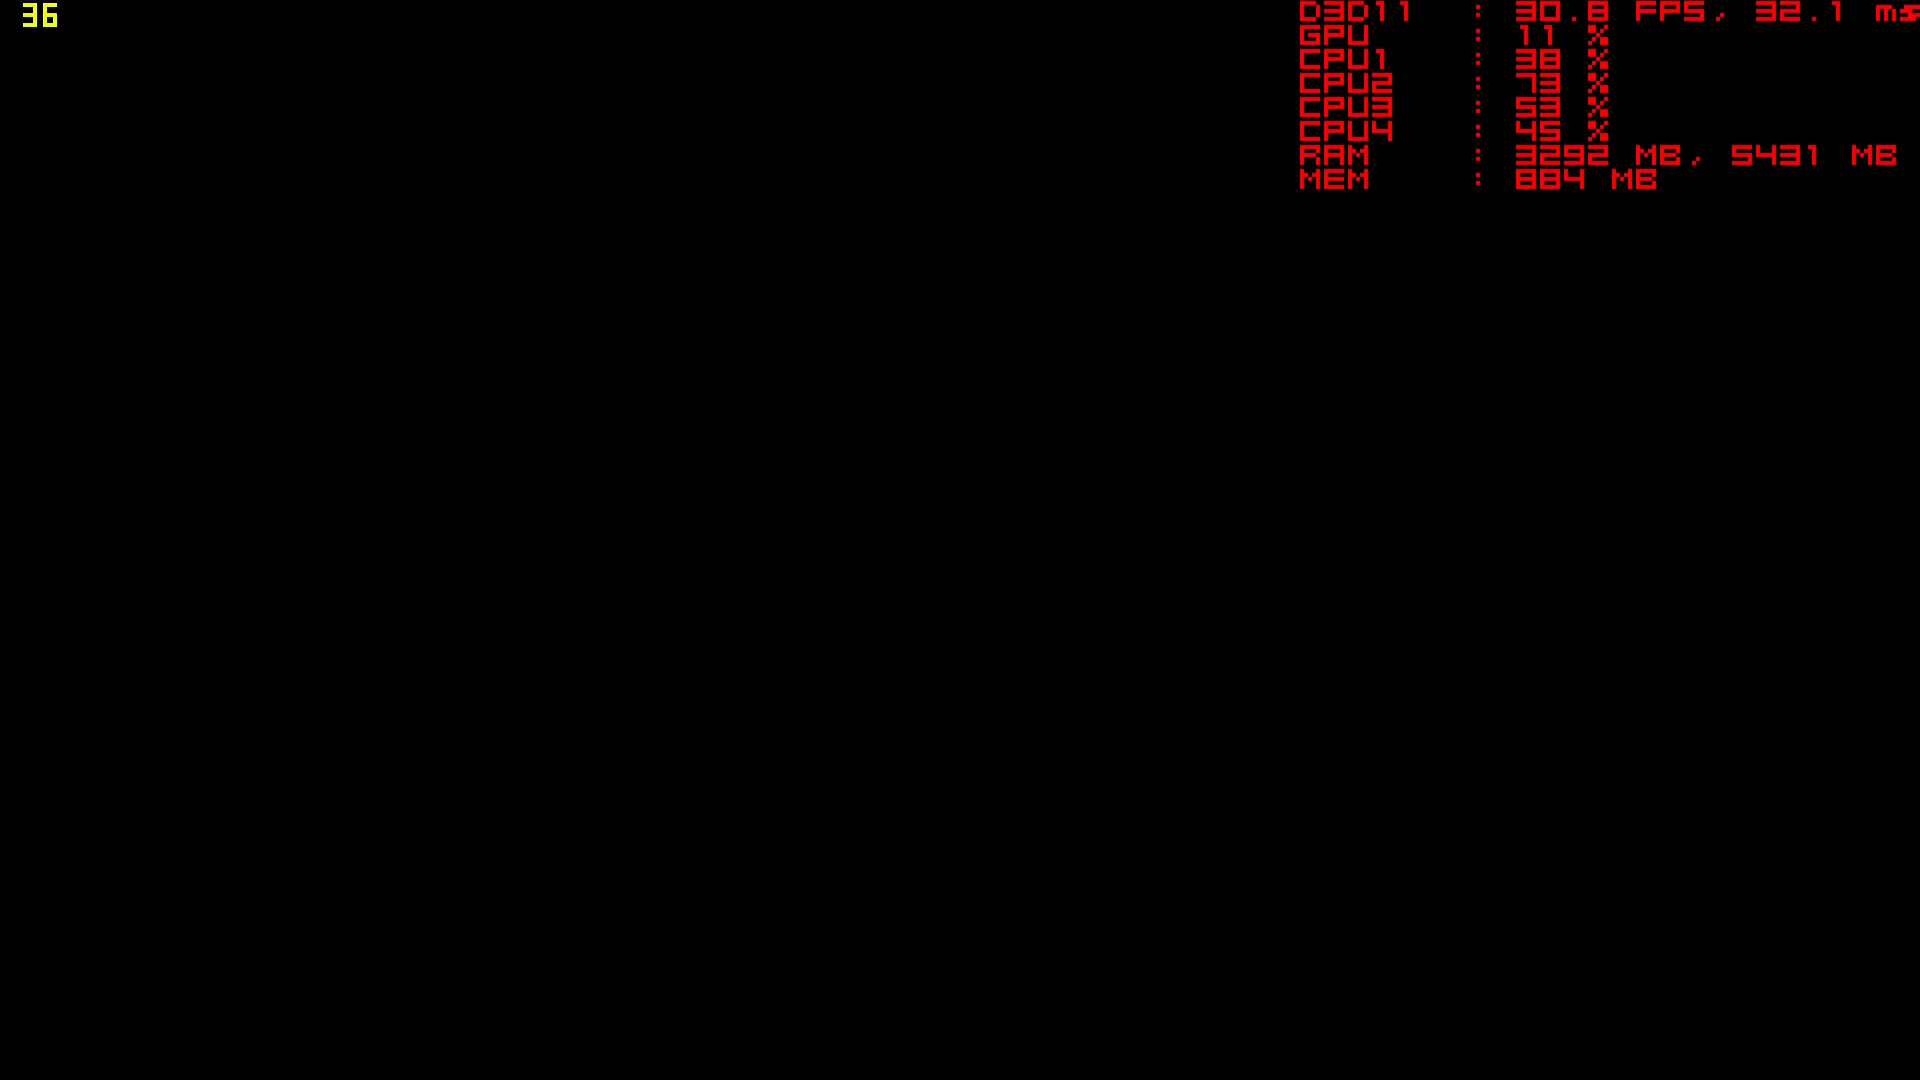 36
D3D11 : 30.8 FPS, 32.1 ms
GPU : 11 %
CPU1 : 38 %
CPU2 : 73 %
CPU3 : 53 %
CPU4 : 45 %
RAM : 3292 MB, 5431 MB
MEM : 884 MB